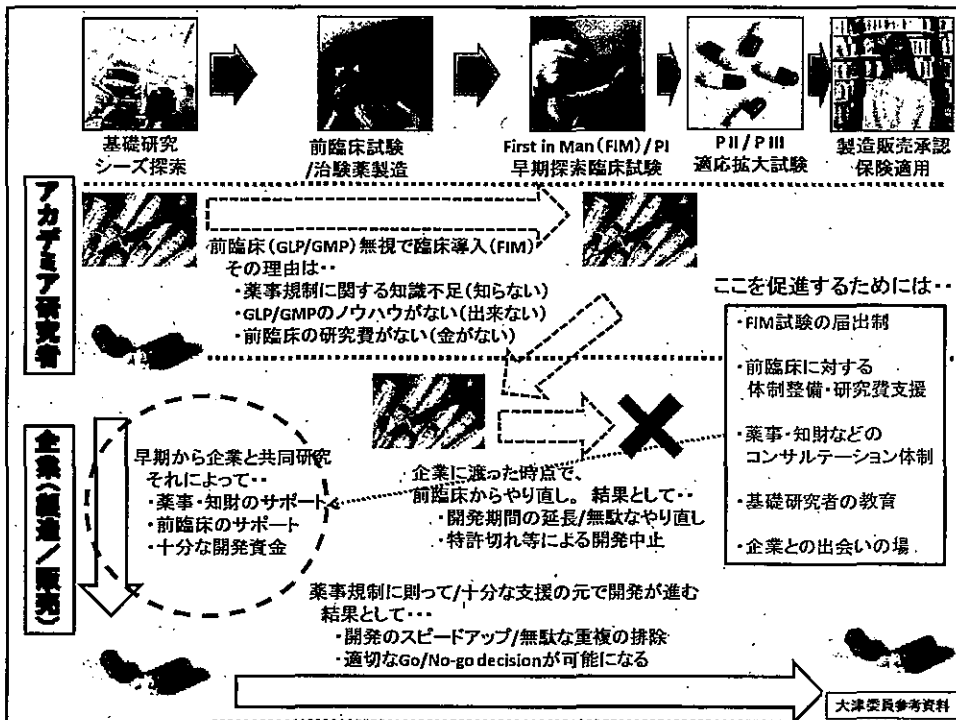 基礎研究
シーズ探索
前臨床試験
/治験薬製造
First in Man(FIM)/PI
早期探索臨床試験
PⅡ/PⅢ
適応拡大試験
製造販売承認
保険適用
アカデミア研究者
前臨床(GLP/GMP)無視で臨床導入(FIM)
その理由は‥
・薬事規制に関する知識不足(知らない)
・GLP/GMPのノウハウがない(出来ない)
・前臨床の研究費がない(金がない)
ここを促進するためには‥
・FIM試験の届出制
・前臨床に対する
体制整備・研究費支援
・薬事・知財などの
コンサルテーション体制
・基礎研究者の教育
・企業との出会いの場
企業(製造/販売)
早期から企業と共同研究
それによって‥
・薬事・知財のサポート
・前臨床のサポート
・十分な開発資金
企業に渡った時点で、
前臨床からやり直し。 結果として‥
・開発期間の延長/無駄なやり直し
・特許切れ等による開発中止
薬事規制に則って/十分な支援の元で開発が進む
結果として‥・
・開発のスピードアップ/無駄な重複の排除
・適切なGo/No-go decisionが可能になる
大津委員参考資料